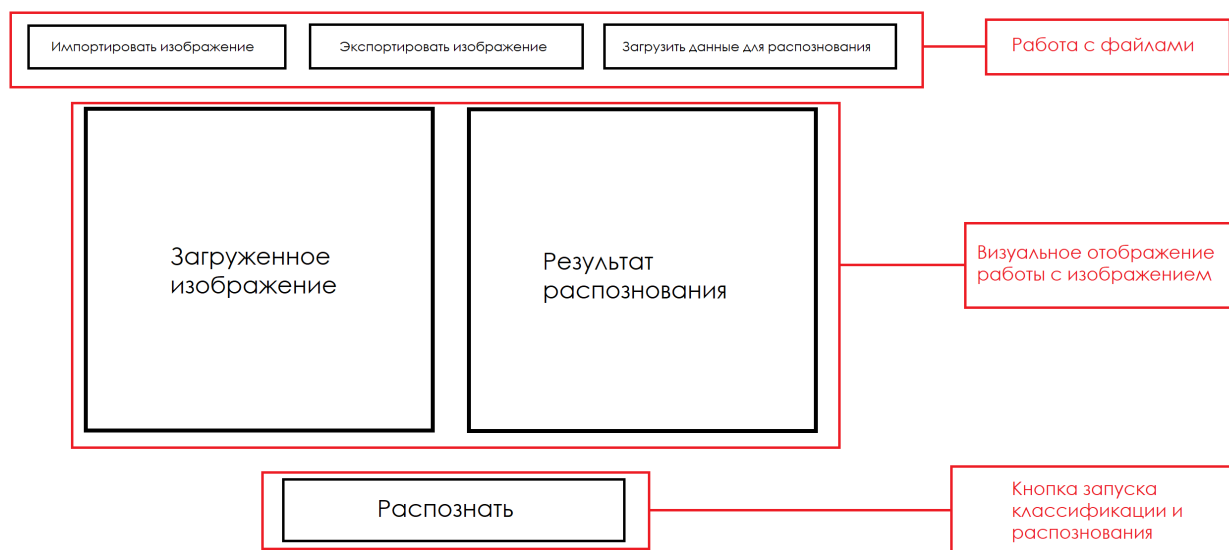 Импортировать изображение
Экспортировать изображение
Загрузить данные для распознования
Работа с файлами
Загруженное
изображение
Результат
распознования
Визуальное отображение
работы с изображением
Распознать
Кнопка запуска
классификации и
распознования